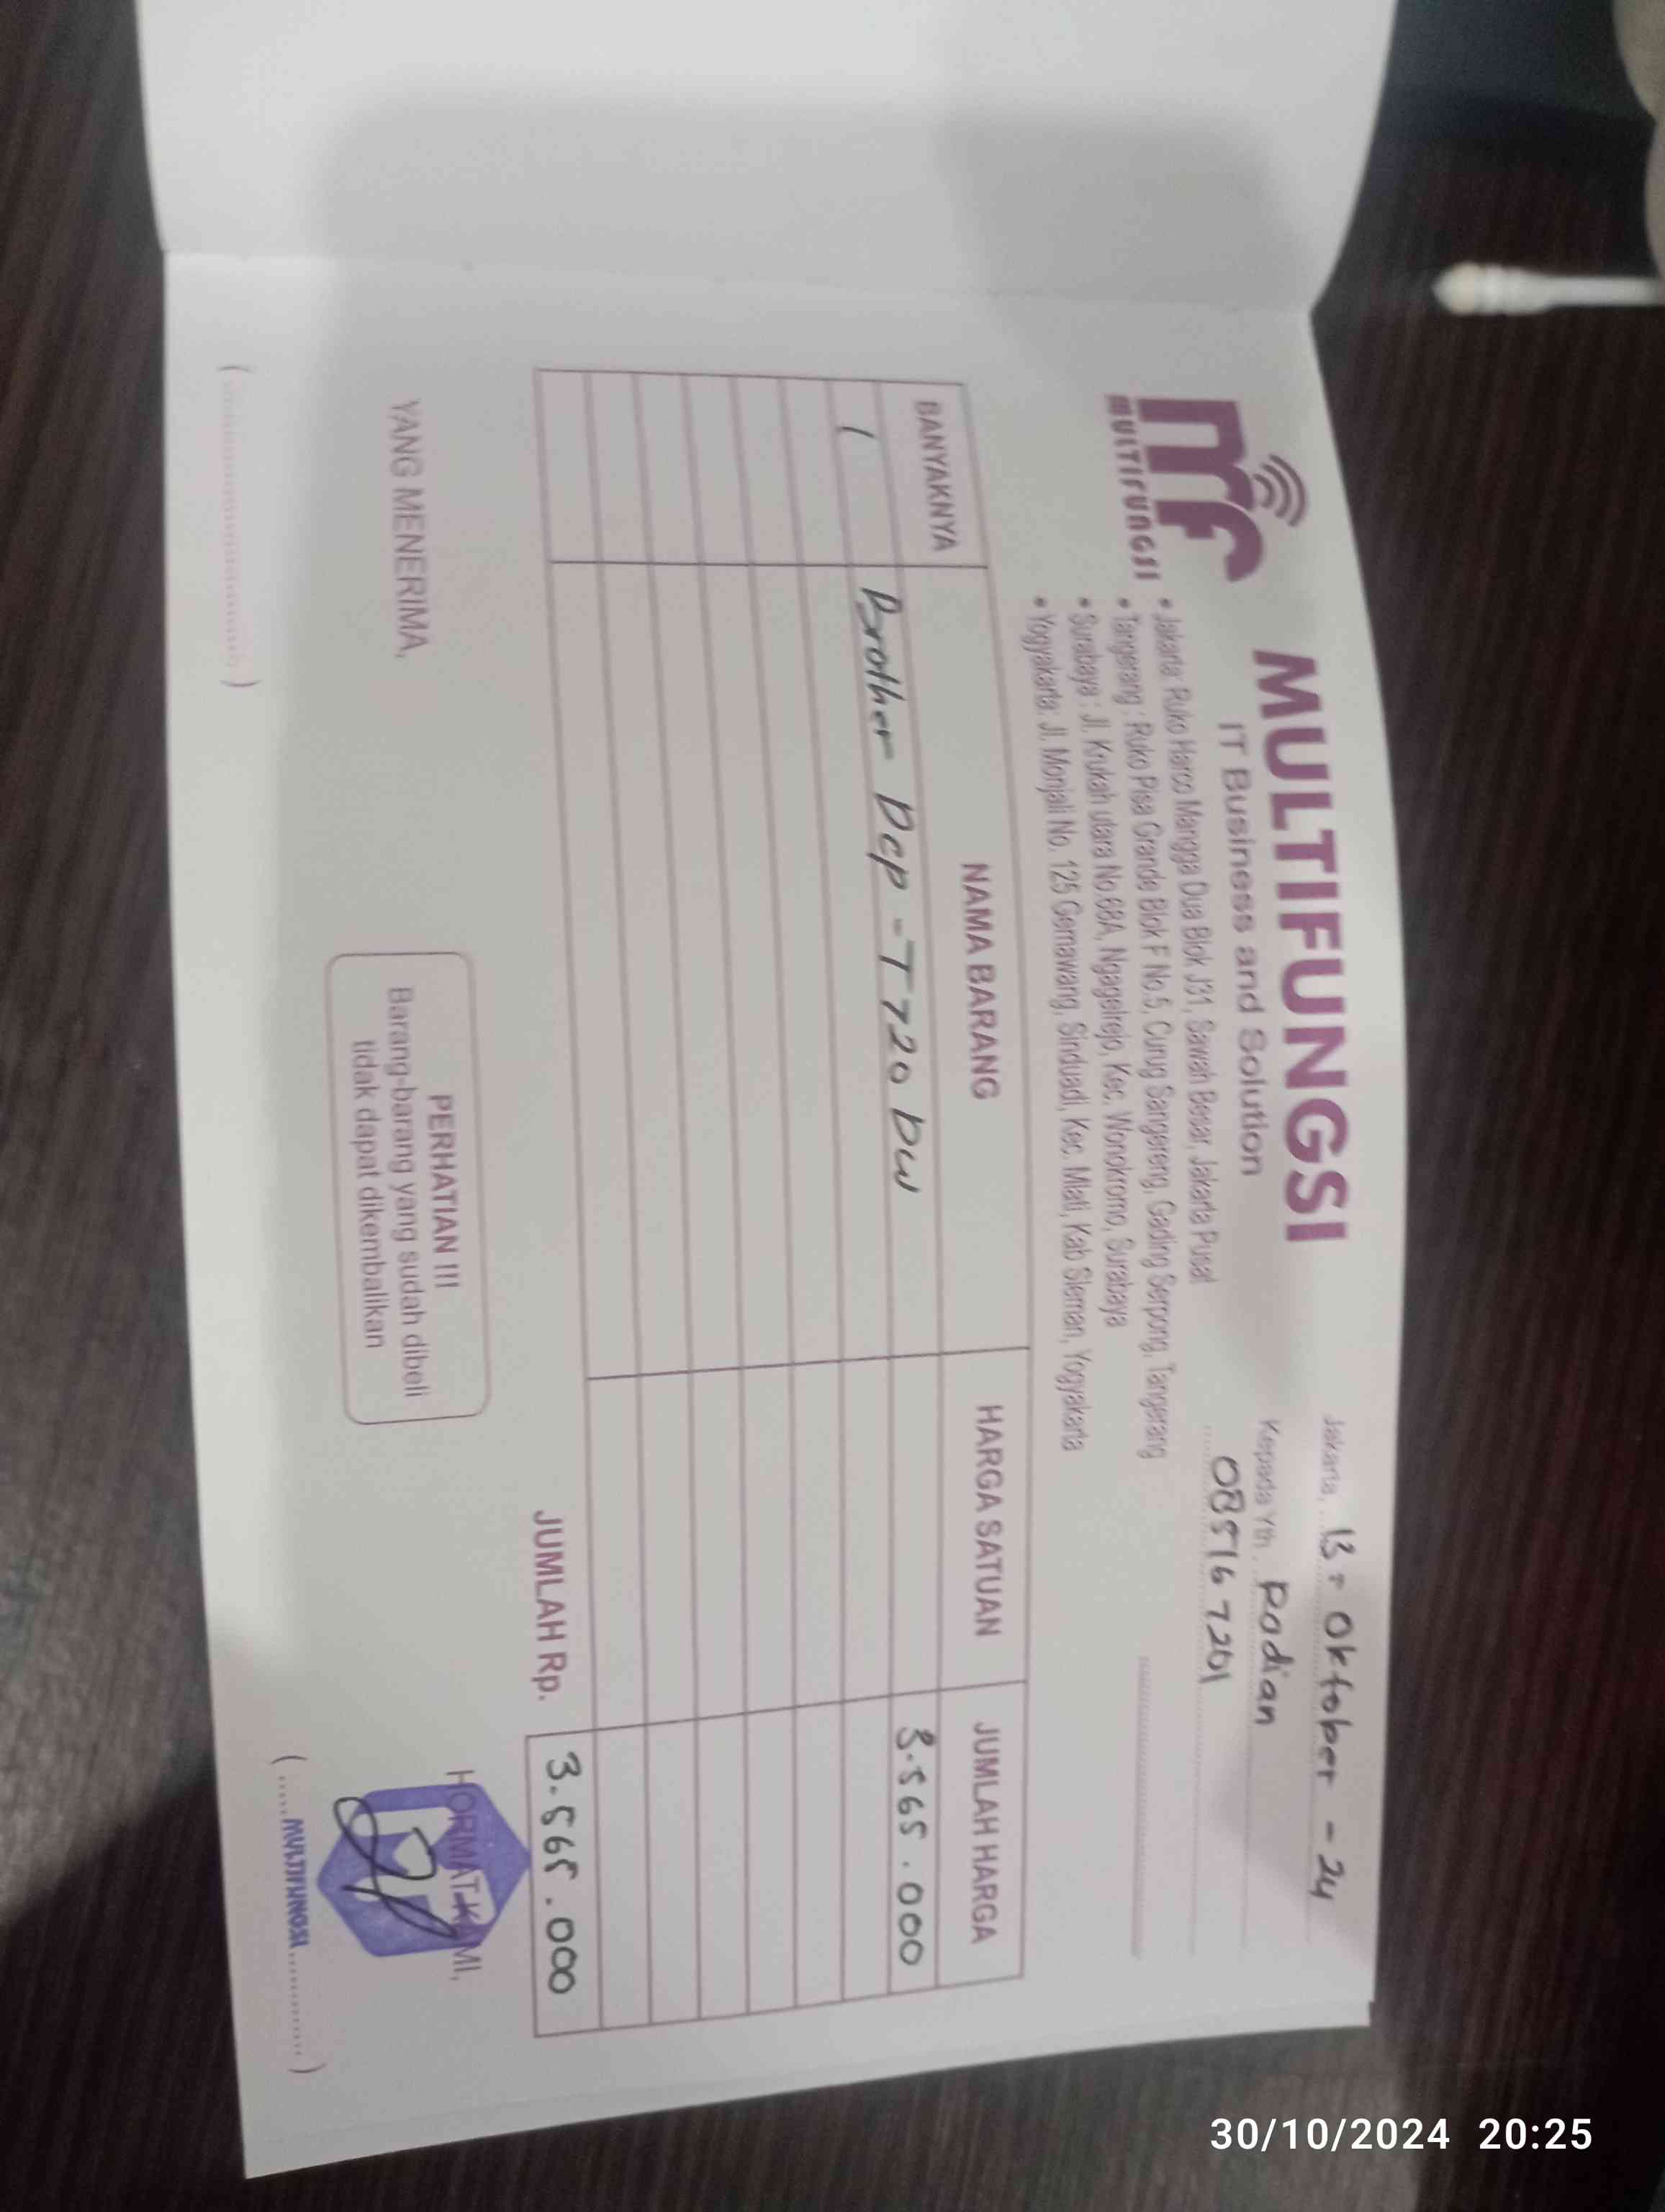 MULTIFUNGSI
MULTIFUNGSI
IT Business and Solution
• Jakarta: Ruko Harco Mangga Dua Blok J31, Sawah Besar, Jakarta Pusat
• Tangerang : Ruko Pisa Grande Blok F No.5, Curug Sangereng, Gading Serpong, Tangerang
• Surabaya : Jl. Krukah utara No.68A, Ngagelrejo, Kec. Wonokromo, Surabaya
• Yogyakarta: Jl. Monjali No. 125 Gemawang, Sinduadi, Kec. Mlati, Kab Sleman, Yogyakarta
Jakarta, 13 - Oktober - 24
Kepada Yth. Podian
085167201
BANYAKNYA NAMA BARANG HARGA SATUAN JUMLAH HARGA
1 Brother Dcp - T720 DW 3.565.000
JUMLAH Rp. 3.565.000
YANG MENERIMA,
PERHATIAN !!!
Barang-barang yang sudah dibeli
tidak dapat dikembalikan
HORMAT KAMI,
(....................)
(.....MULTIFUNGSI............)
30/10/2024 20:25